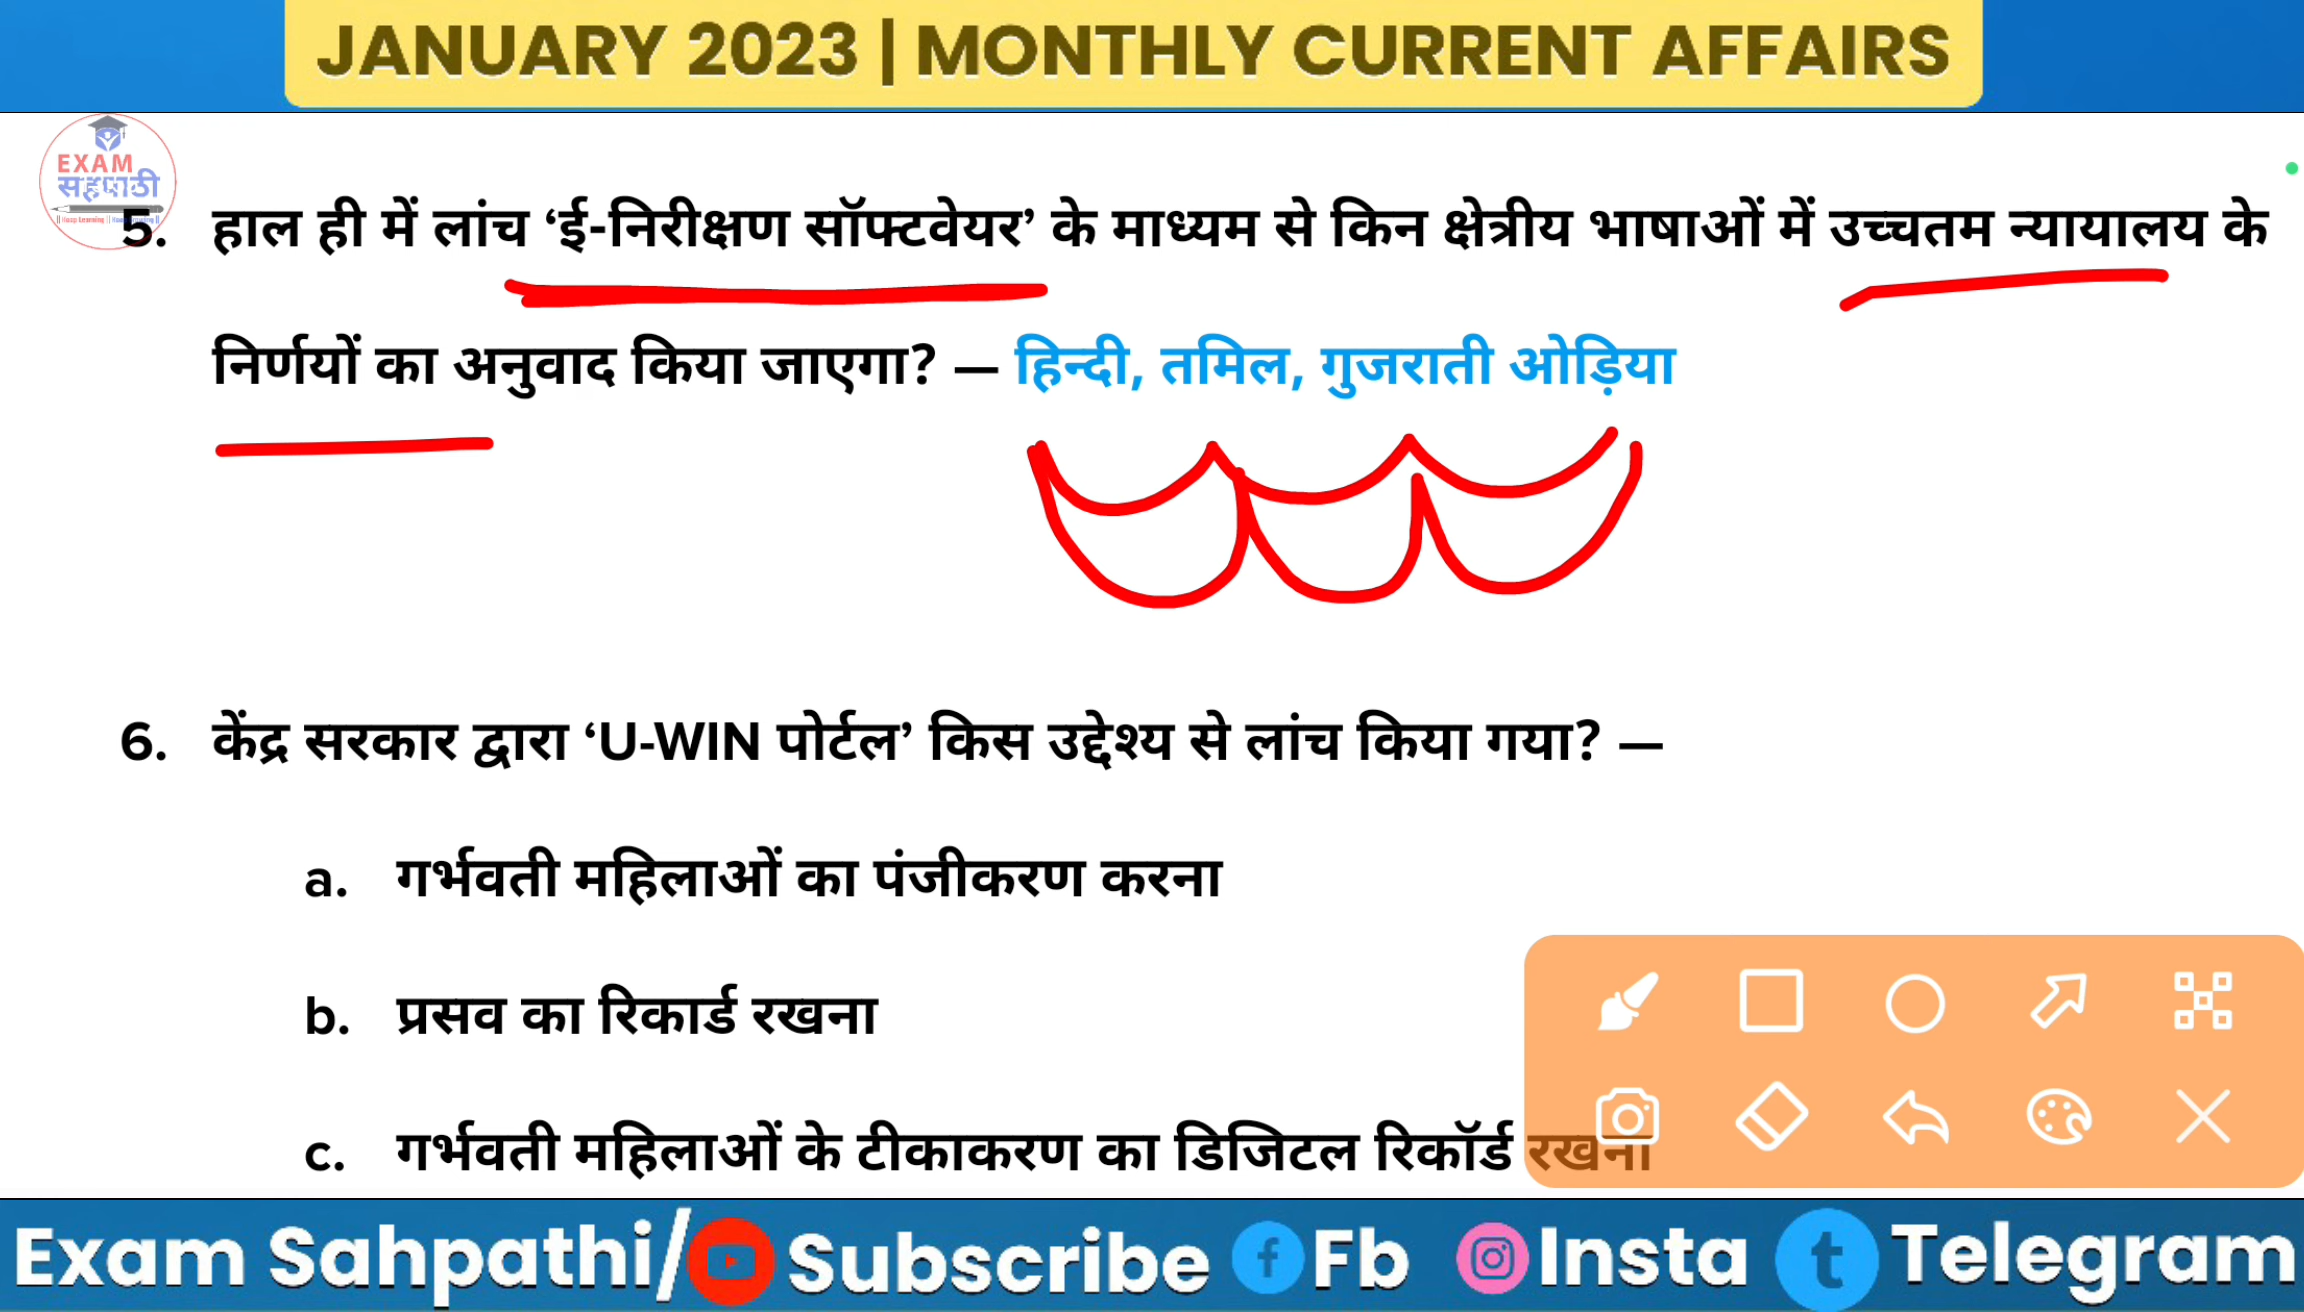 JANUARY 2023 | MONTHLY CURRENT AFFAIRS
EXAM
सहपाठी
5. हाल ही में लांच ‘ई-निरीक्षण सॉफ्टवेयर’ के माध्यम से किन क्षेत्रीय भाषाओं में उच्चतम न्यायालय के
निर्णयों का अनुवाद किया जाएगा? — हिन्दी, तमिल, गुजराती ओड़िया
6. केंद्र सरकार द्वारा ‘U-WIN पोर्टल’ किस उद्देश्य से लांच किया गया? —
a. गर्भवती महिलाओं का पंजीकरण करना
b. प्रसव का रिकार्ड रखना
c. गर्भवती महिलाओं के टीकाकरण का डिजिटल रिकॉर्ड रखना
Exam Sahpathi/ Subscribe f Fb Insta t Telegram